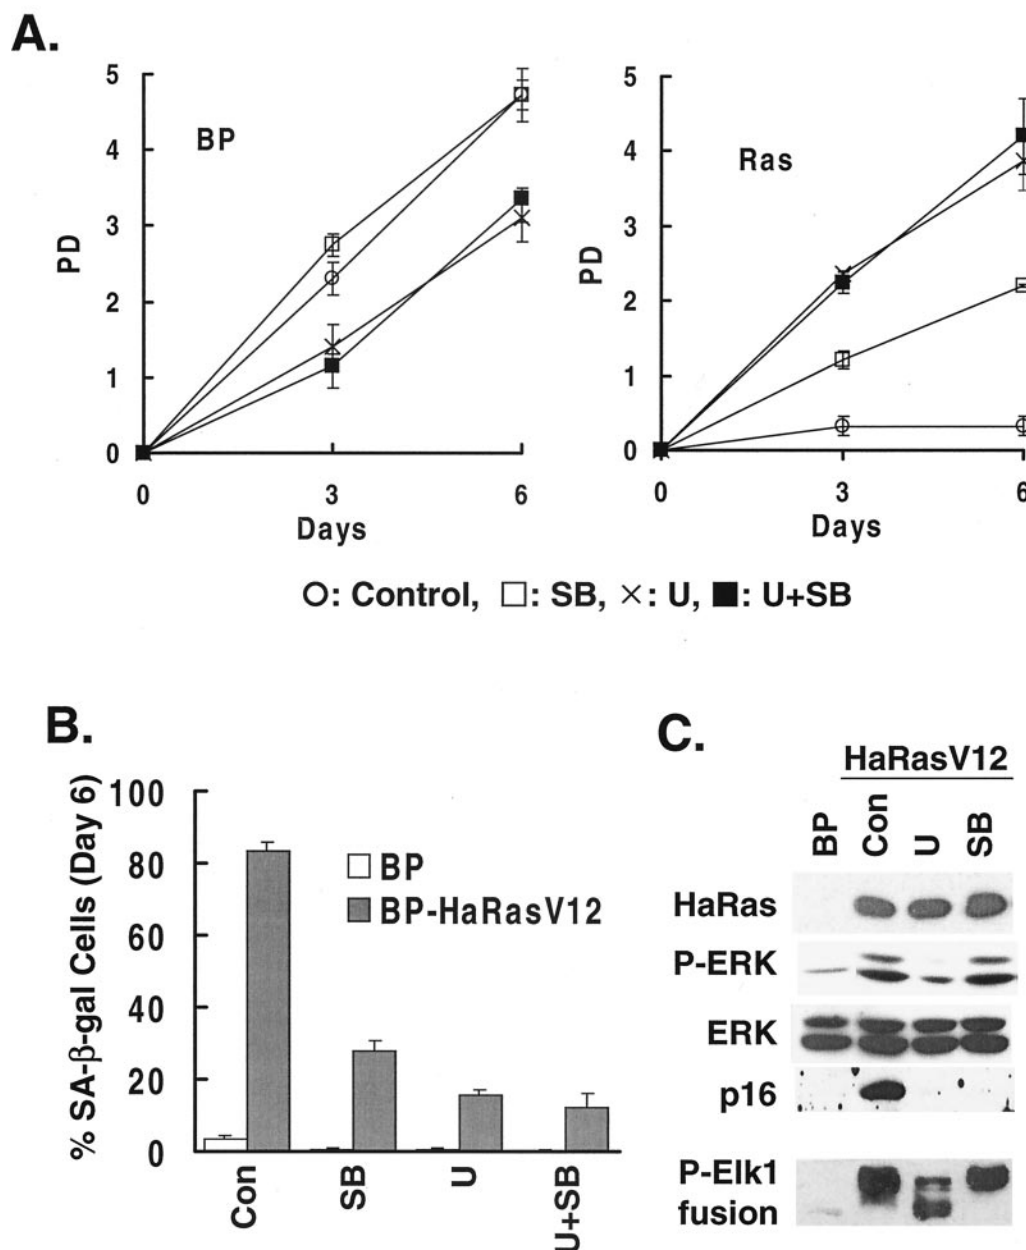 A.
5
4
3
2
1
0
PD
BP
0 3 6
Days
5
4
3
2
1
0
PD
Ras
0 3 6
Days
○: Control, □: SB, ×: U, ■: U+SB
B.
% SA-β-gal Cells (Day 6)
100
80
60
40
20
0
BP
BP-HaRasV12
Con SB U U+SB
C.
HaRasV12
BP Con U SB
HaRas
P-ERK
ERK
p16
P-Elk1
fusion